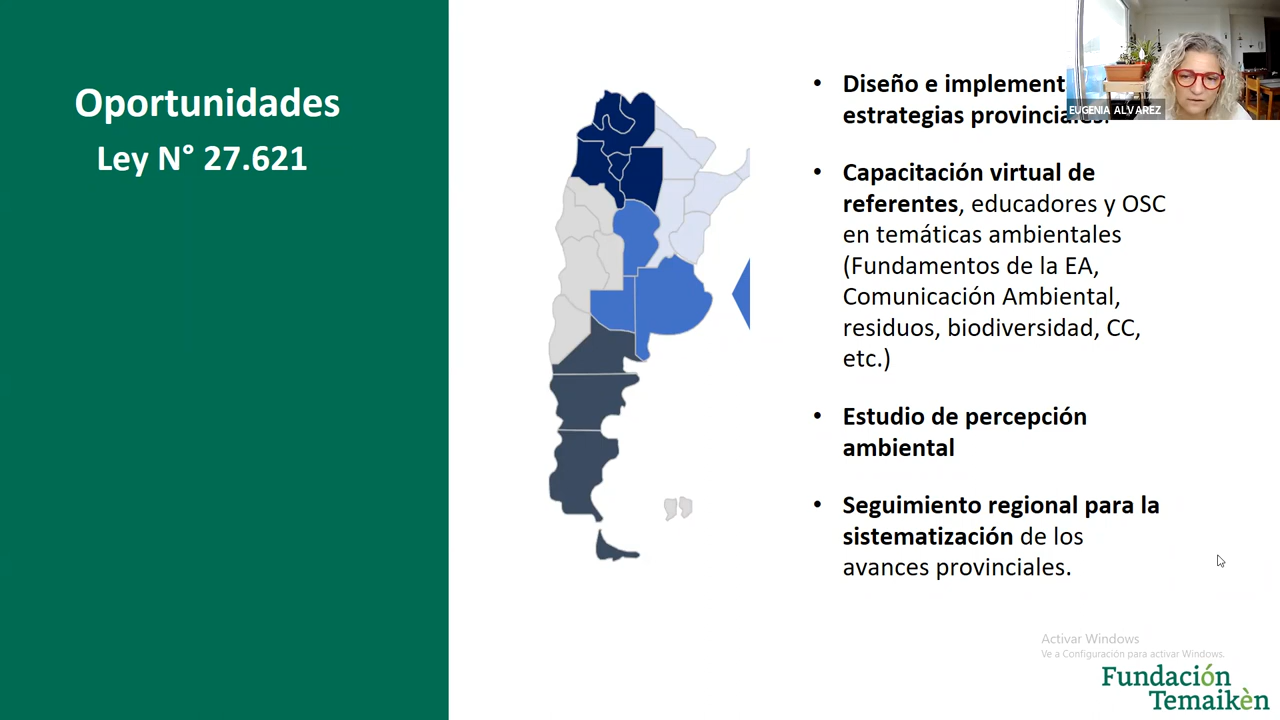 Oportunidades
Ley N° 27.621
• Diseño e implement
estrategias provinciales.
• Capacitación virtual de
referentes, educadores y OSC
en temáticas ambientales
(Fundamentos de la EA,
Comunicación Ambiental,
residuos, biodiversidad, CC,
etc.)
• Estudio de percepción
ambiental
• Seguimiento regional para la
sistematización de los
avances provinciales.
EUGENIA ALVAREZ
Activar Windows
Ve a Configuración para activar Windows.
Fundación
Temaikèn